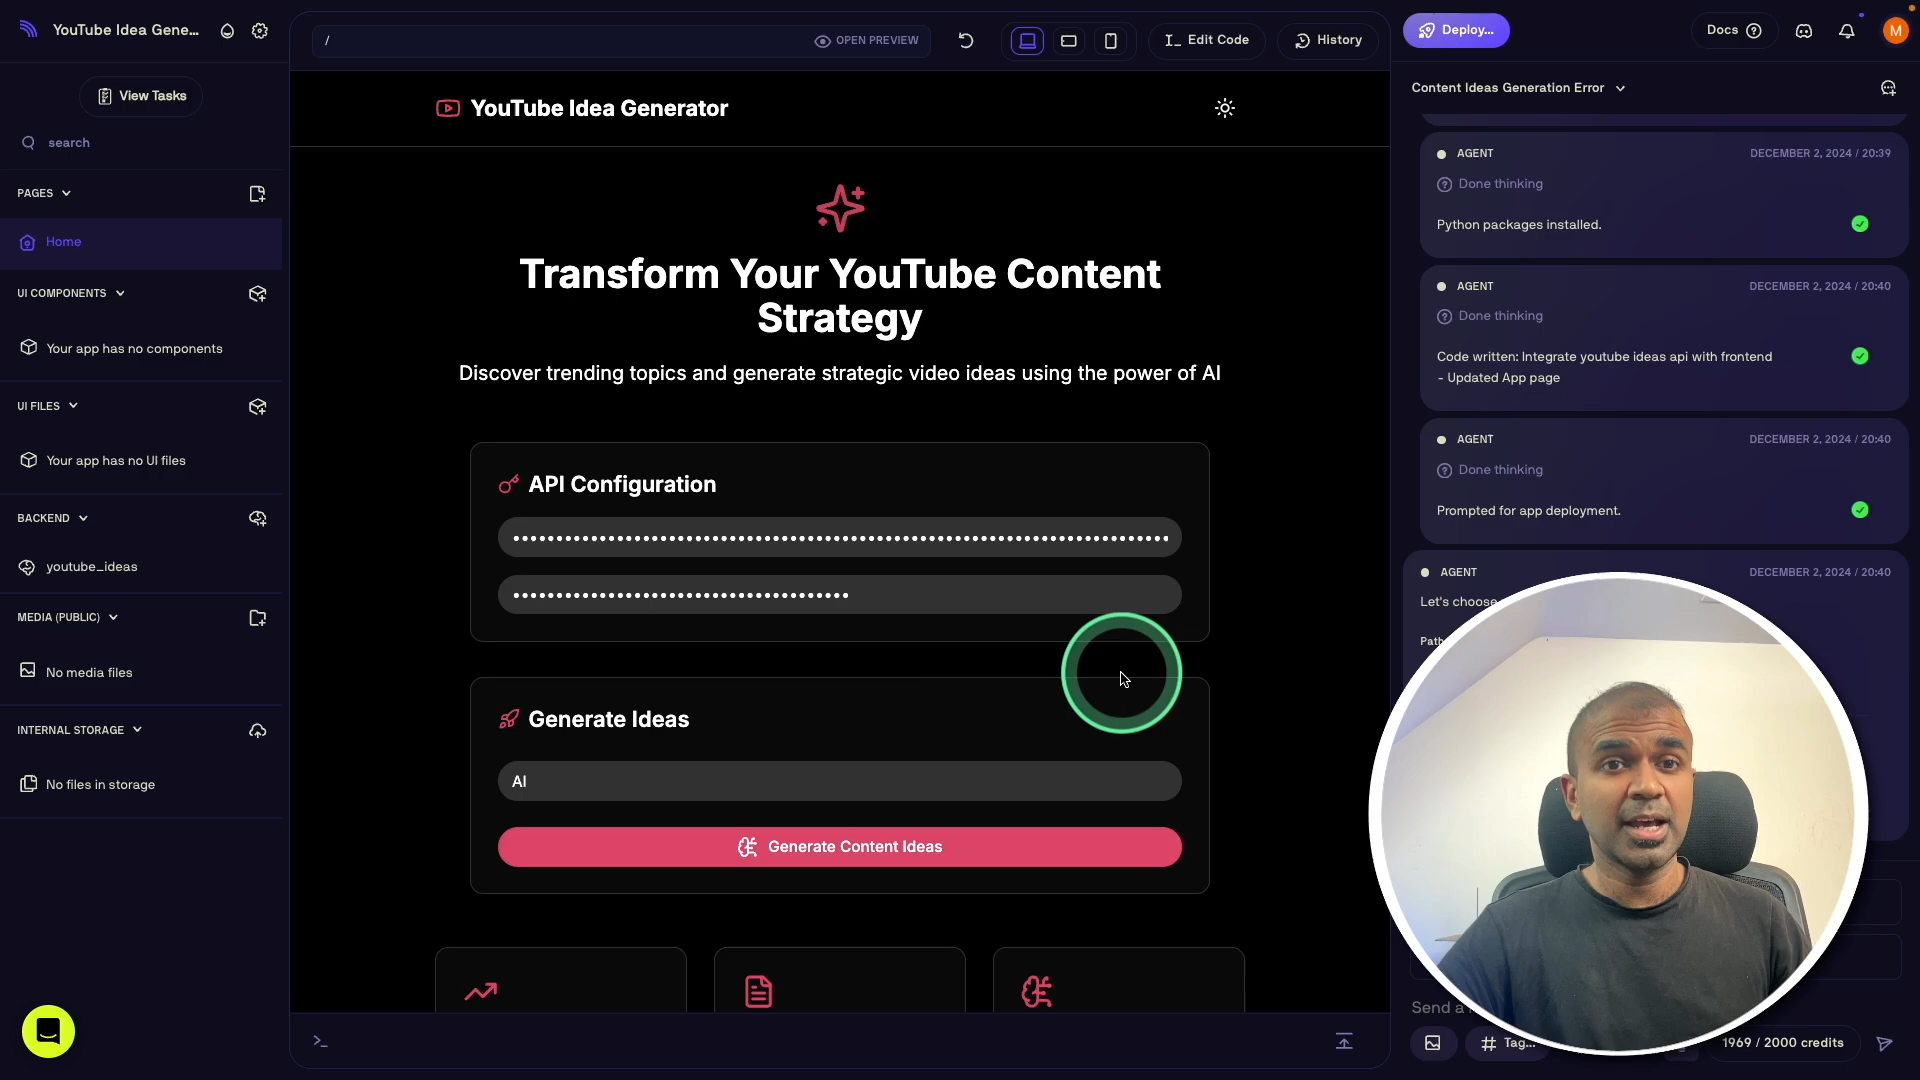 YouTube Idea Gene...
View Tasks
search
PAGES
Home
UI COMPONENTS
Your app has no components
UI FILES
Your app has no UI files
BACKEND
youtube_ideas
MEDIA (PUBLIC)
No media files
INTERNAL STORAGE
No files in storage
/
OPEN PREVIEW
Edit Code
History
YouTube Idea Generator
Transform Your YouTube Content
Strategy
Discover trending topics and generate strategic video ideas using the power of AI
API Configuration
Generate Ideas
AI
Generate Content Ideas
Deploy...
Docs
M
Content Ideas Generation Error
AGENT
DECEMBER 2, 2024 / 20:39
Done thinking
Python packages installed.
AGENT
DECEMBER 2, 2024 / 20:40
Done thinking
Code written: Integrate youtube ideas api with frontend
- Updated App page
AGENT
DECEMBER 2, 2024 / 20:40
Done thinking
Prompted for app deployment.
AGENT
DECEMBER 2, 2024 / 20:40
Let's choose
Send a
Tag...
1969 / 2000 credits